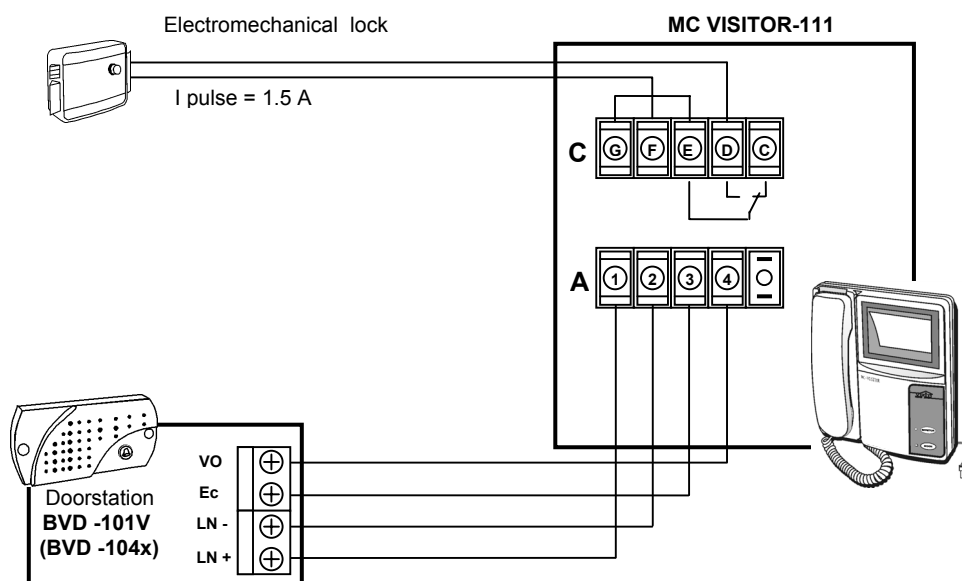 Electromechanical lock
MC VISITOR-111
I pulse = 1.5 A
C
G F E D C
A
1 2 3 4
VO
Ec
LN -
LN +
Doorstation
BVD -101V
(BVD -104x)